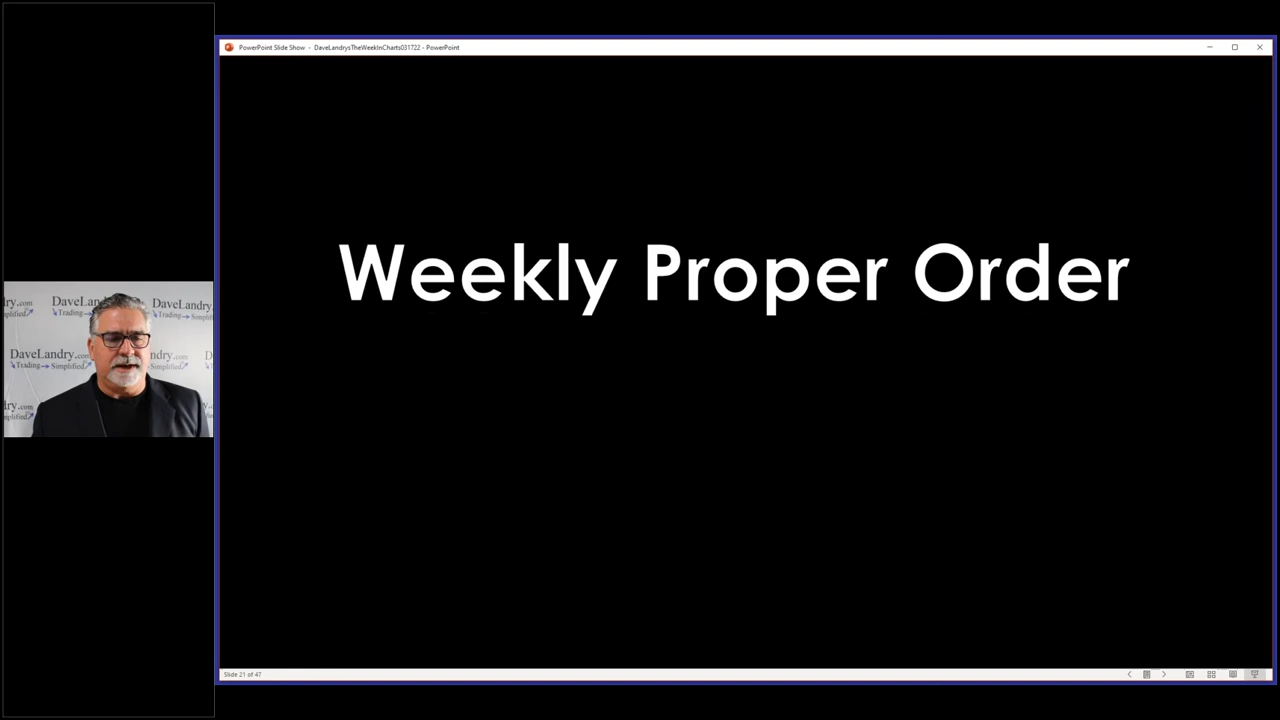 PowerPoint Slide Show - DaveLandrysTheWeekInCharts031722 - PowerPoint
Weekly Proper Order
DaveLandry.com
Trading Simplified
Slide 21 of 47